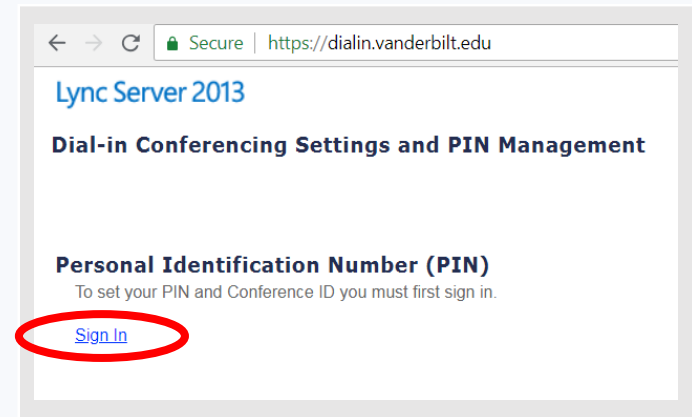 Secure | https://dialin.vanderbilt.edu
Lync Server 2013
Dial-in Conferencing Settings and PIN Management
Personal Identification Number (PIN)
To set your PIN and Conference ID you must first sign in.
Sign In